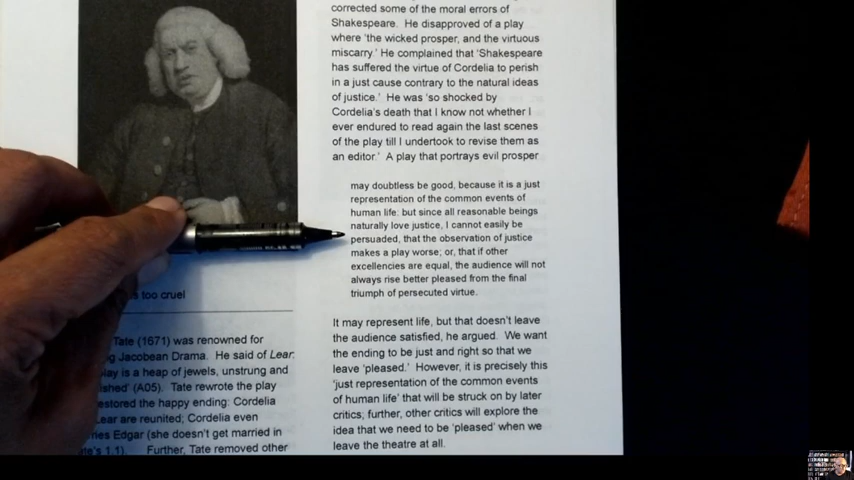 s too cruel
Tate (1671) was renowned for
g Jacobean Drama. He said of Lear:
lay is a heap of jewels, unstrung and
ished' (A05). Tate rewrote the play
estored the happy ending: Cordelia
Lear are reunited; Cordelia even
mes Edgar (she doesn't get married in
te's 1.1). Further, Tate removed other
corrected some of the moral errors of
Shakespeare. He disapproved of a play
where 'the wicked prosper, and the virtuous
miscarry.' He complained that 'Shakespeare
has suffered the virtue of Cordelia to perish
in a just cause contrary to the natural ideas
of justice.' He was 'so shocked by
Cordelia's death that I know not whether I
ever endured to read again the last scenes
of the play till I undertook to revise them as
an editor.' A play that portrays evil prosper
may doubtless be good, because it is a just
representation of the common events of
human life: but since all reasonable beings
naturally love justice, I cannot easily be
persuaded, that the observation of justice
makes a play worse; or, that if other
excellencies are equal, the audience will not
always rise better pleased from the final
triumph of persecuted virtue.
It may represent life, but that doesn't leave
the audience satisfied, he argued. We want
the ending to be just and right so that we
leave 'pleased.' However, it is precisely this
'just representation of the common events
of human life' that will be struck on by later
critics; further, other critics will explore the
idea that we need to be 'pleased' when we
leave the theatre at all.